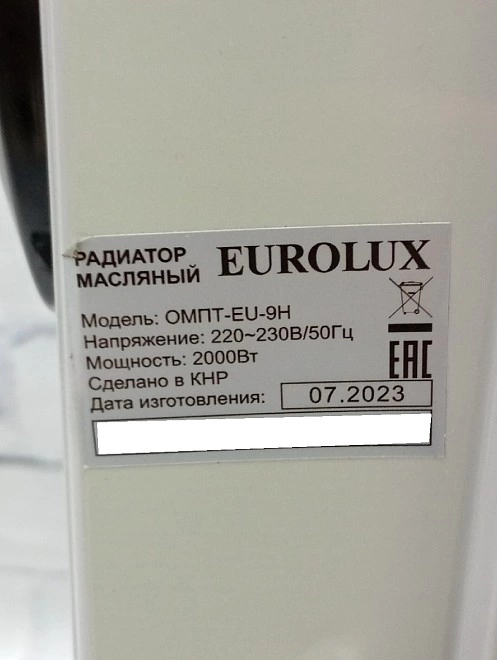 РАДИАТОР
МАСЛЯНЫЙ
EUROLUX
Модель: ОМПТ-EU-9Н
Напряжение: 220~230В/50Гц
Мощность: 2000Вт
Сделано в КНР
Дата изготовления: 07.2023
EAC